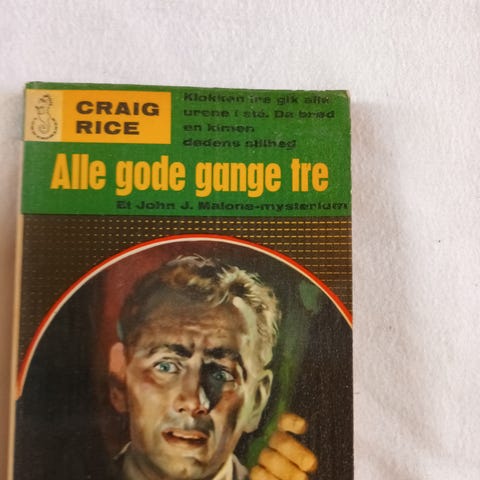 CRAIG
RICE
Klokken tre gik alle
urene i stå. Da brød
en kimen
dødens stilhed
Alle gode gange tre
Et John J. Malone-mysterium